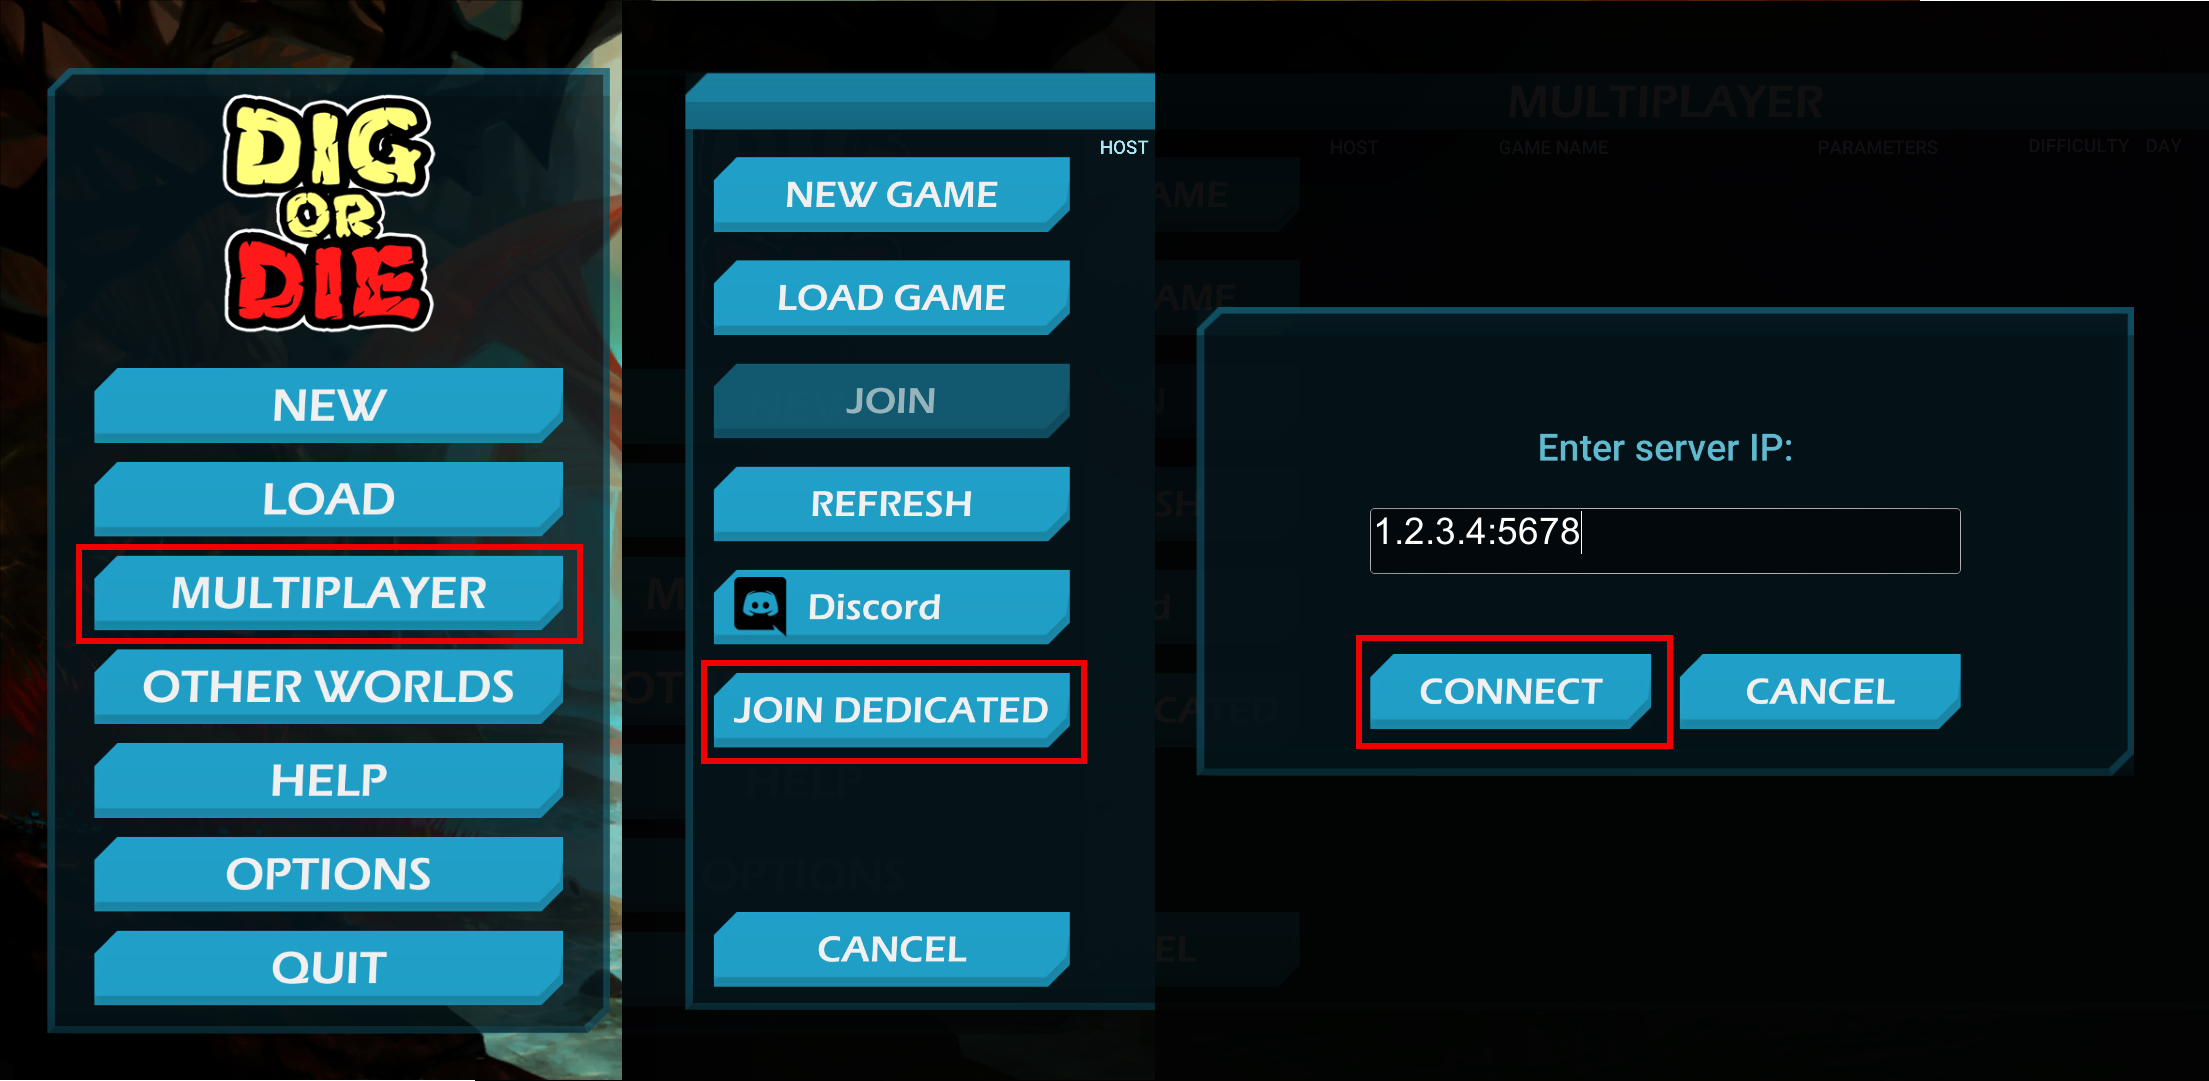 DIG
OR
DIE
NEW
LOAD
MULTIPLAYER
OTHER WORLDS
HELP
OPTIONS
QUIT
HOST
NEW GAME
LOAD GAME
JOIN
REFRESH
Discord
JOIN DEDICATED
HELP
OPTIONS
CANCEL
MULTIPLAYER
HOST GAME NAME PARAMETERS DIFFICULTY DAY
Enter server IP:
1.2.3.4:5678
CONNECT CANCEL